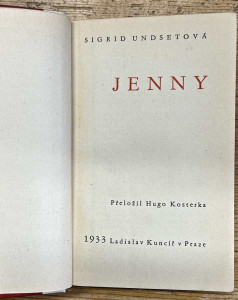 SIGRID UNDSETOVÁ
JENNY
Přeložil Hugo Kosterka
1933 Ladislav Kuncíř v Praze